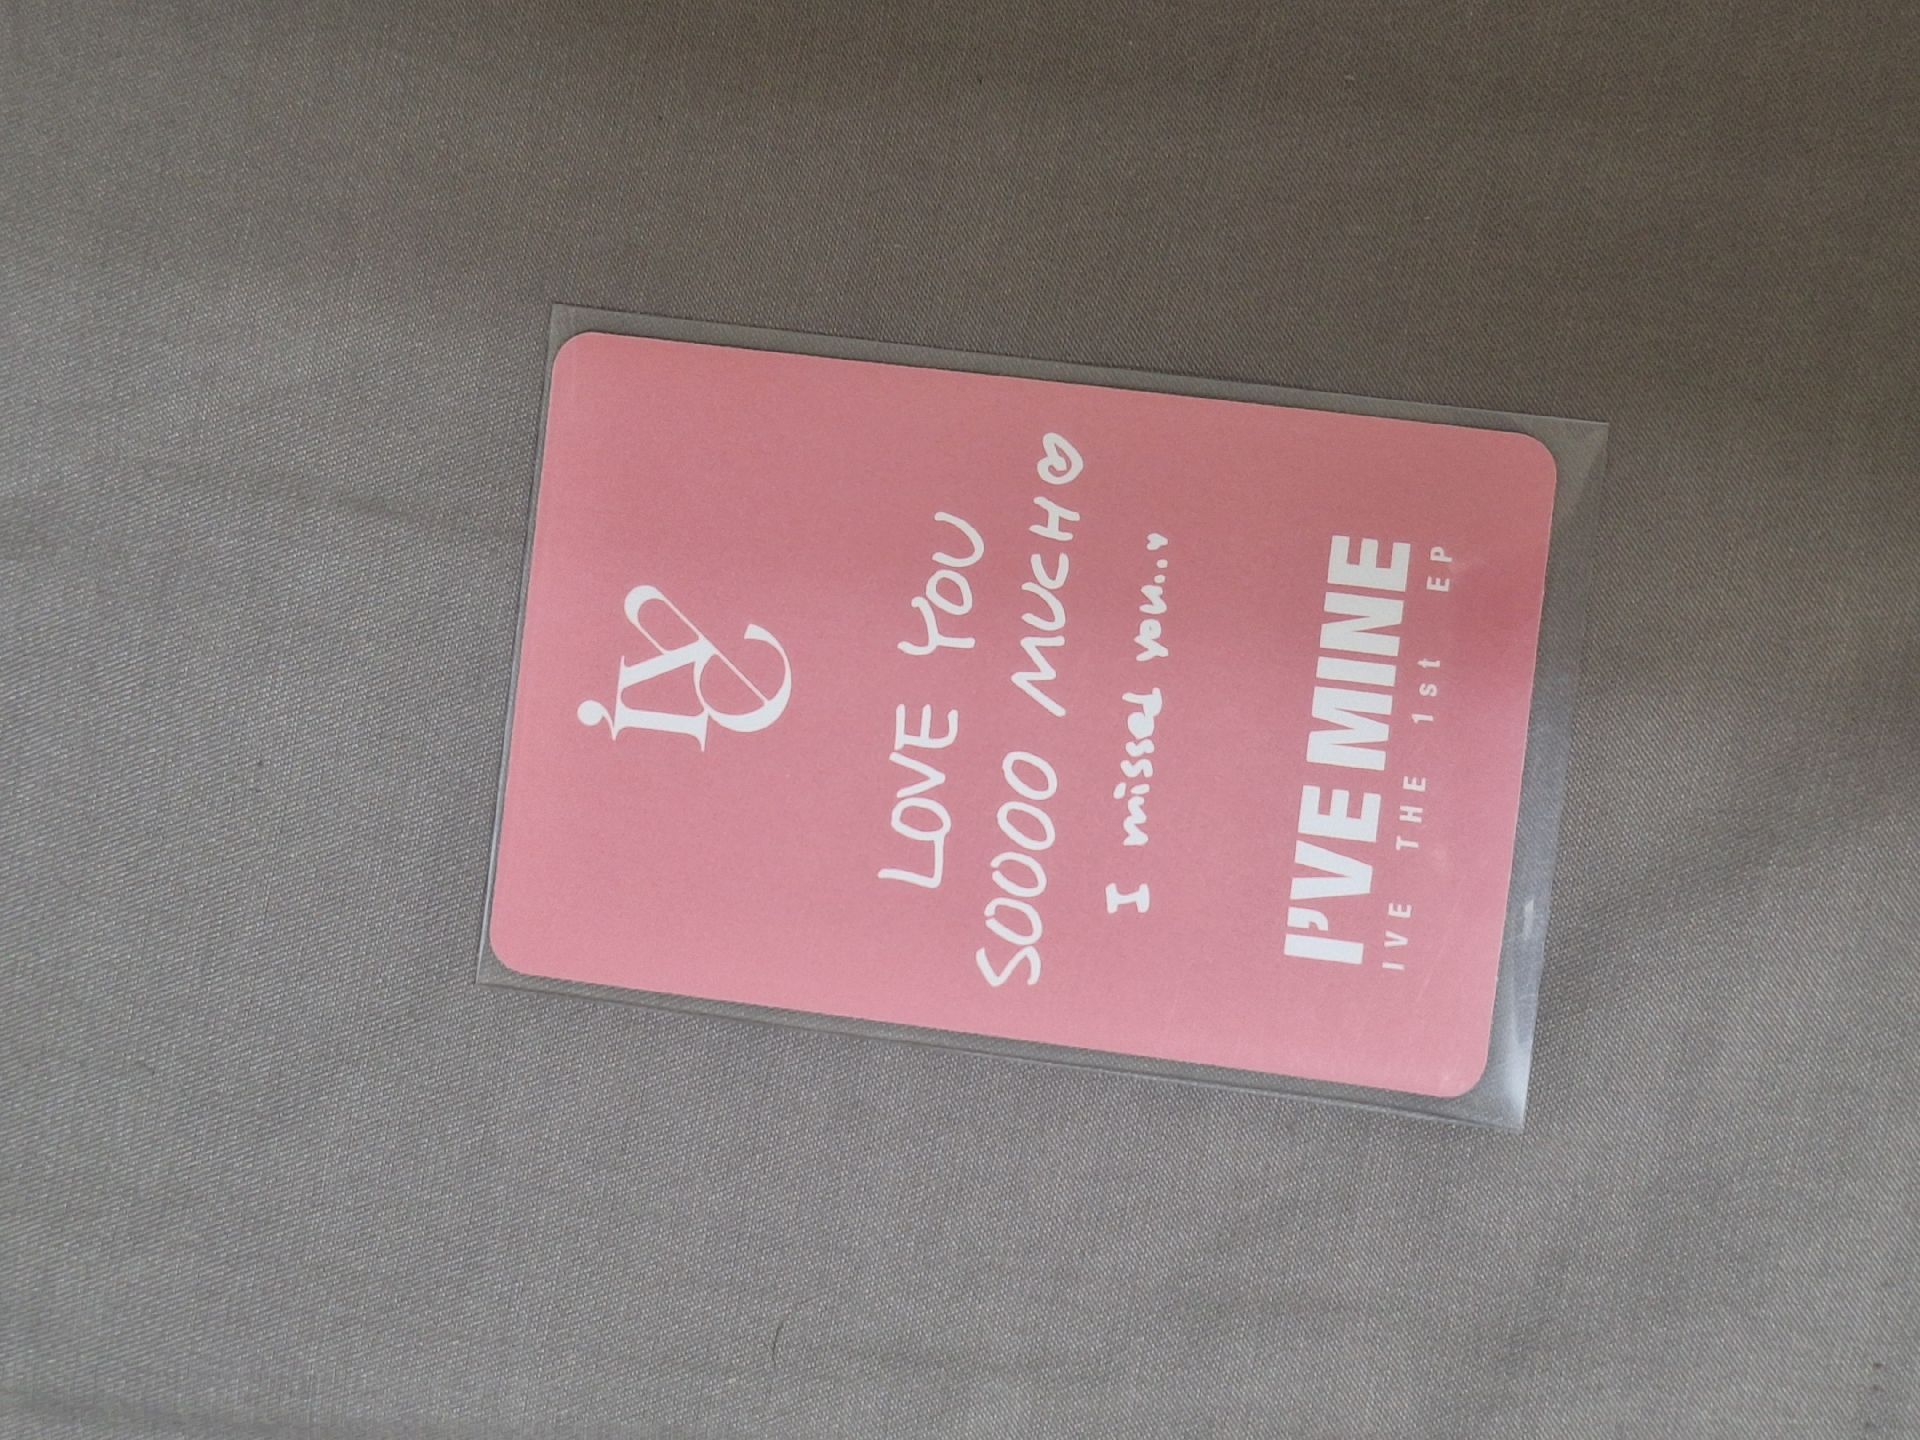 IVE
LOVE YOU
SOOOO MUCH♡
I missed you..♥
I'VE MINE
IVE THE 1st EP